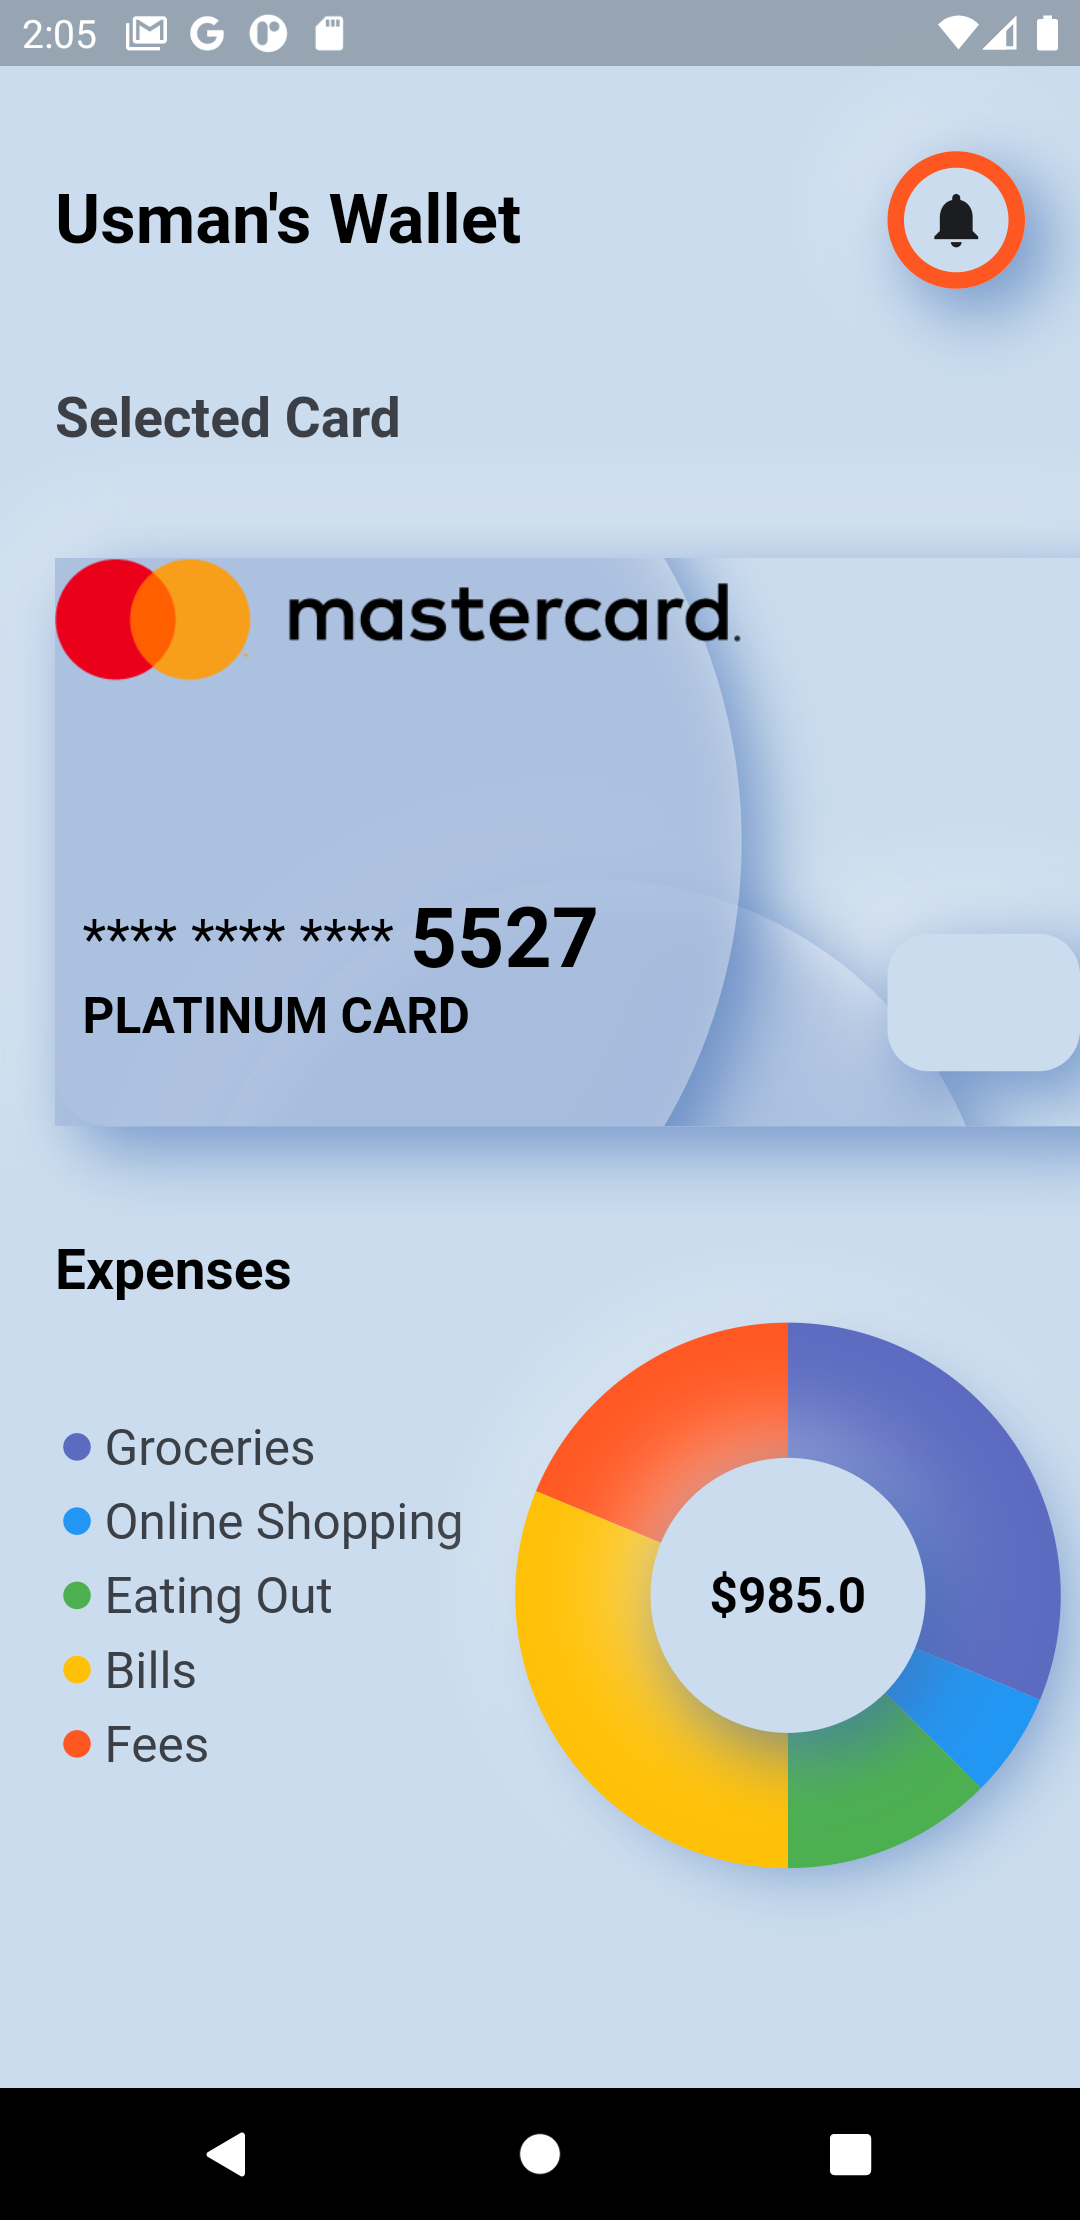 2:05
Usman's Wallet
Selected Card
mastercard.
**** **** **** 5527
PLATINUM CARD
Expenses
Groceries
Online Shopping
Eating Out
Bills
Fees
$985.0